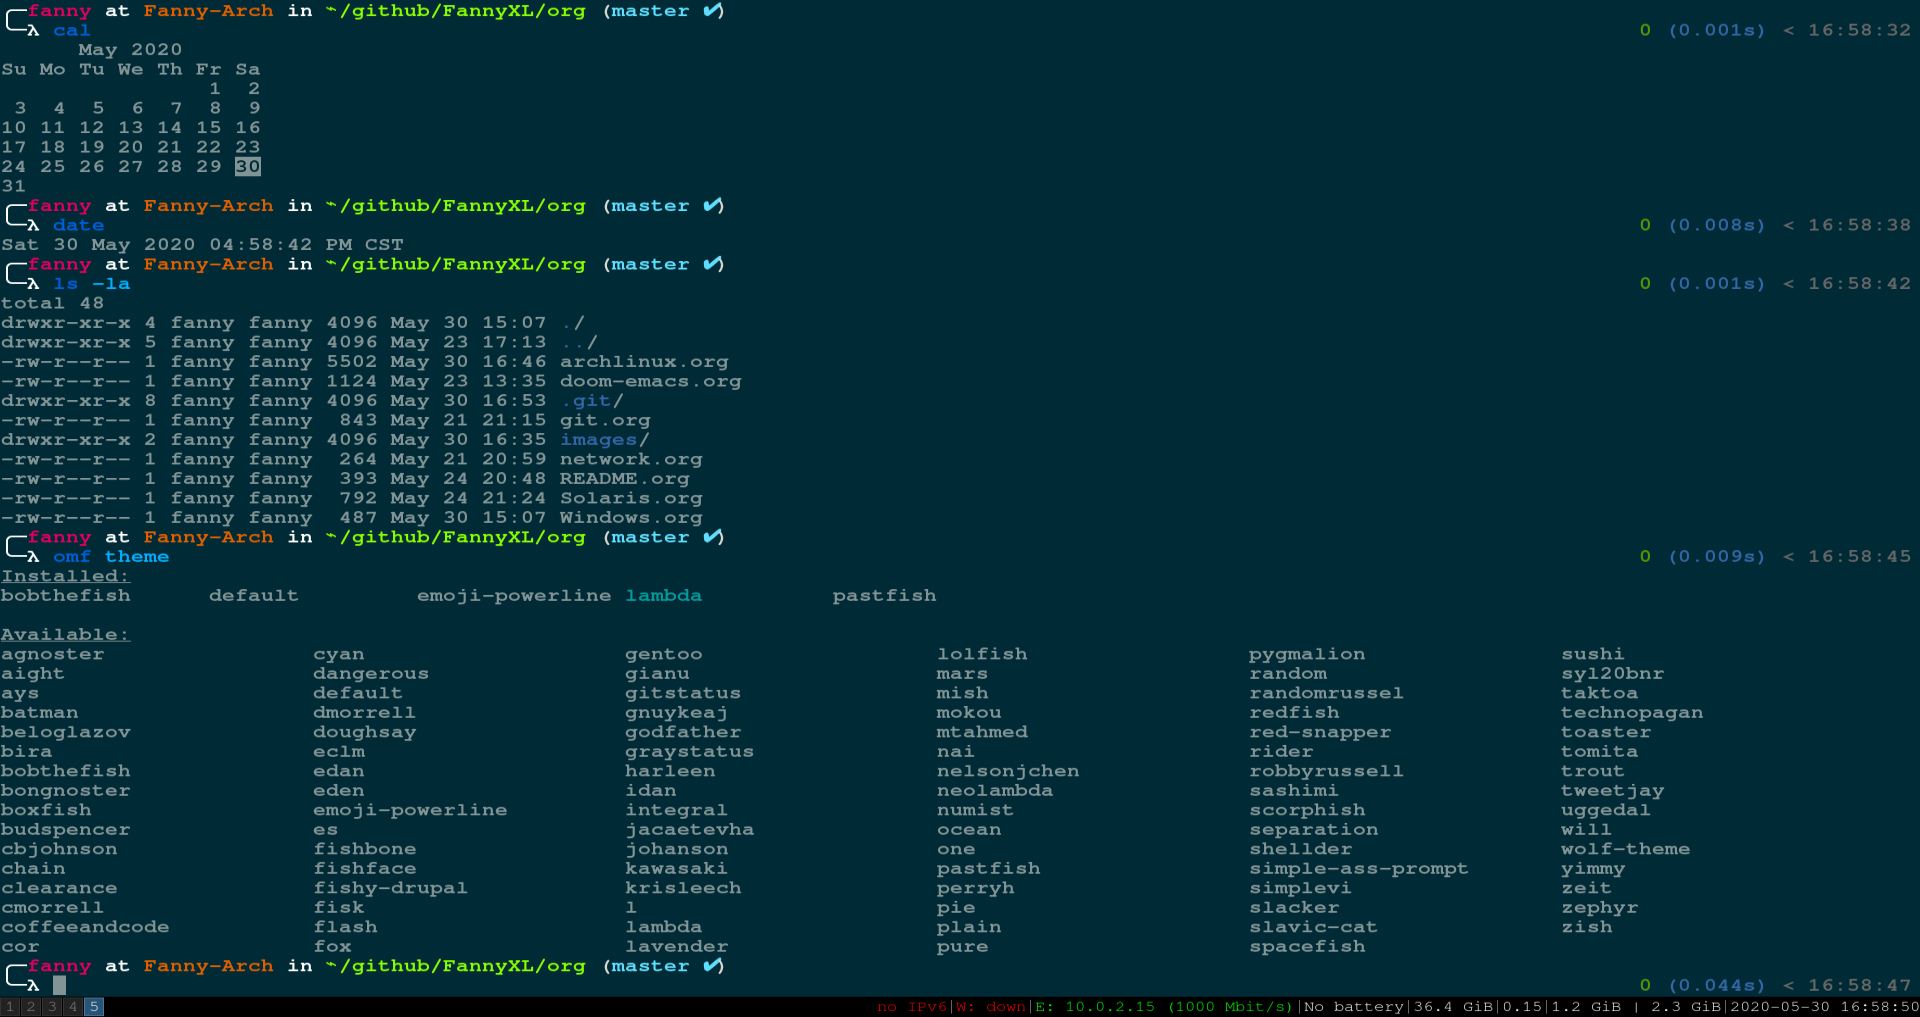 fanny at Fanny-Arch in ~/github/FannyXL/org (master ✔)
λ cal 0 (0.001s) < 16:58:32
May 2020
Su Mo Tu We Th Fr Sa
1 2
3 4 5 6 7 8 9
10 11 12 13 14 15 16
17 18 19 20 21 22 23
24 25 26 27 28 29 30
31
fanny at Fanny-Arch in ~/github/FannyXL/org (master ✔)
λ date 0 (0.008s) < 16:58:38
Sat 30 May 2020 04:58:42 PM CST
fanny at Fanny-Arch in ~/github/FannyXL/org (master ✔)
λ ls -la 0 (0.001s) < 16:58:42
total 48
drwxr-xr-x 4 fanny fanny 4096 May 30 15:07 ./
drwxr-xr-x 5 fanny fanny 4096 May 23 17:13 ../
-rw-r--r-- 1 fanny fanny 5502 May 30 16:46 archlinux.org
-rw-r--r-- 1 fanny fanny 1124 May 23 13:35 doom-emacs.org
drwxr-xr-x 8 fanny fanny 4096 May 30 16:53 .git/
-rw-r--r-- 1 fanny fanny 843 May 21 21:15 git.org
drwxr-xr-x 2 fanny fanny 4096 May 30 16:35 images/
-rw-r--r-- 1 fanny fanny 264 May 21 20:59 network.org
-rw-r--r-- 1 fanny fanny 393 May 24 20:48 README.org
-rw-r--r-- 1 fanny fanny 792 May 24 21:24 Solaris.org
-rw-r--r-- 1 fanny fanny 487 May 30 15:07 Windows.org
fanny at Fanny-Arch in ~/github/FannyXL/org (master ✔)
λ omf theme 0 (0.009s) < 16:58:45
Installed:
bobthefish default emoji-powerline lambda pastfish
Available:
agnoster cyan gentoo lolfish pygmalion sushi
aight dangerous gianu mars random syl20bnr
ays default gitstatus mish randomrussel taktoa
batman dmorrell gnuykeaj mokou redfish technopagan
beloglazov doughsay godfather mtahmed red-snapper toaster
bira eclm graystatus nai rider tomita
bobthefish edan harleen nelsonjchen robbyrussell trout
bongnoster eden idan neolambda sashimi tweetjay
boxfish emoji-powerline integral numist scorphish uggedal
budspencer es jacaetevha ocean separation will
cbjohnson fishbone johanson one shellder wolf-theme
chain fishface kawasaki pastfish simple-ass-prompt yimmy
clearance fishy-drupal krisleech perryh simplevi zeit
cmorrell fisk l pie slacker zephyr
coffeeandcode flash lambda plain slavic-cat zish
cor fox lavender pure spacefish
fanny at Fanny-Arch in ~/github/FannyXL/org (master ✔)
λ 0 (0.044s) < 16:58:47
1 2 3 4 5 no IPv6|W: down|E: 10.0.2.15 (1000 Mbit/s)|No battery|36.4 GiB|0.15|1.2 GiB | 2.3 GiB|2020-05-30 16:58:50